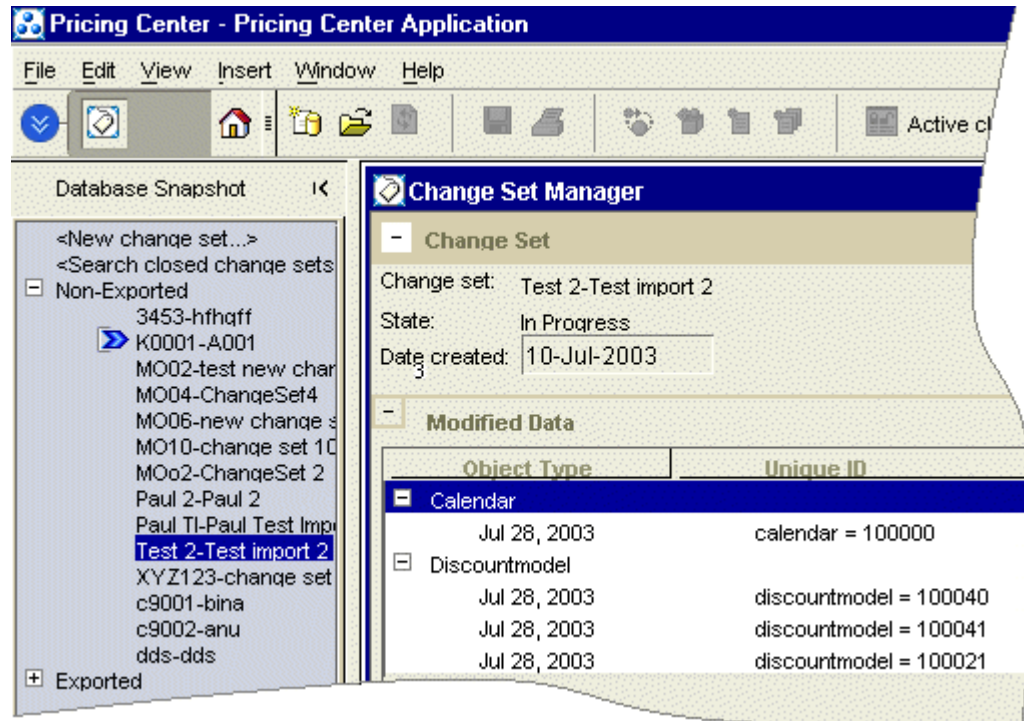 Pricing Center - Pricing Center Application
File Edit View Insert Window Help
Active
Database Snapshot
<New change set...>
<Search closed change sets
Non-Exported
3453-hfhqff
K0001-A001
MO02-test new char
MO04-ChangeSet4
MO06-new change s
MO10-change set 10
MOo2-ChangeSet 2
Paul 2-Paul 2
Paul TI-Paul Test Imp
Test 2-Test import 2
XYZ123-change set
c9001-bina
c9002-anu
dds-dds
Exported
Change Set Manager
Change Set
Change set: Test 2-Test import 2
State: In Progress
Date created: 10-Jul-2003
3
Modified Data
Object Type Unique ID
Calendar
Jul 28, 2003 calendar = 100000
Discountmodel
Jul 28, 2003 discountmodel = 100040
Jul 28, 2003 discountmodel = 100041
Jul 28, 2003 discountmodel = 100021